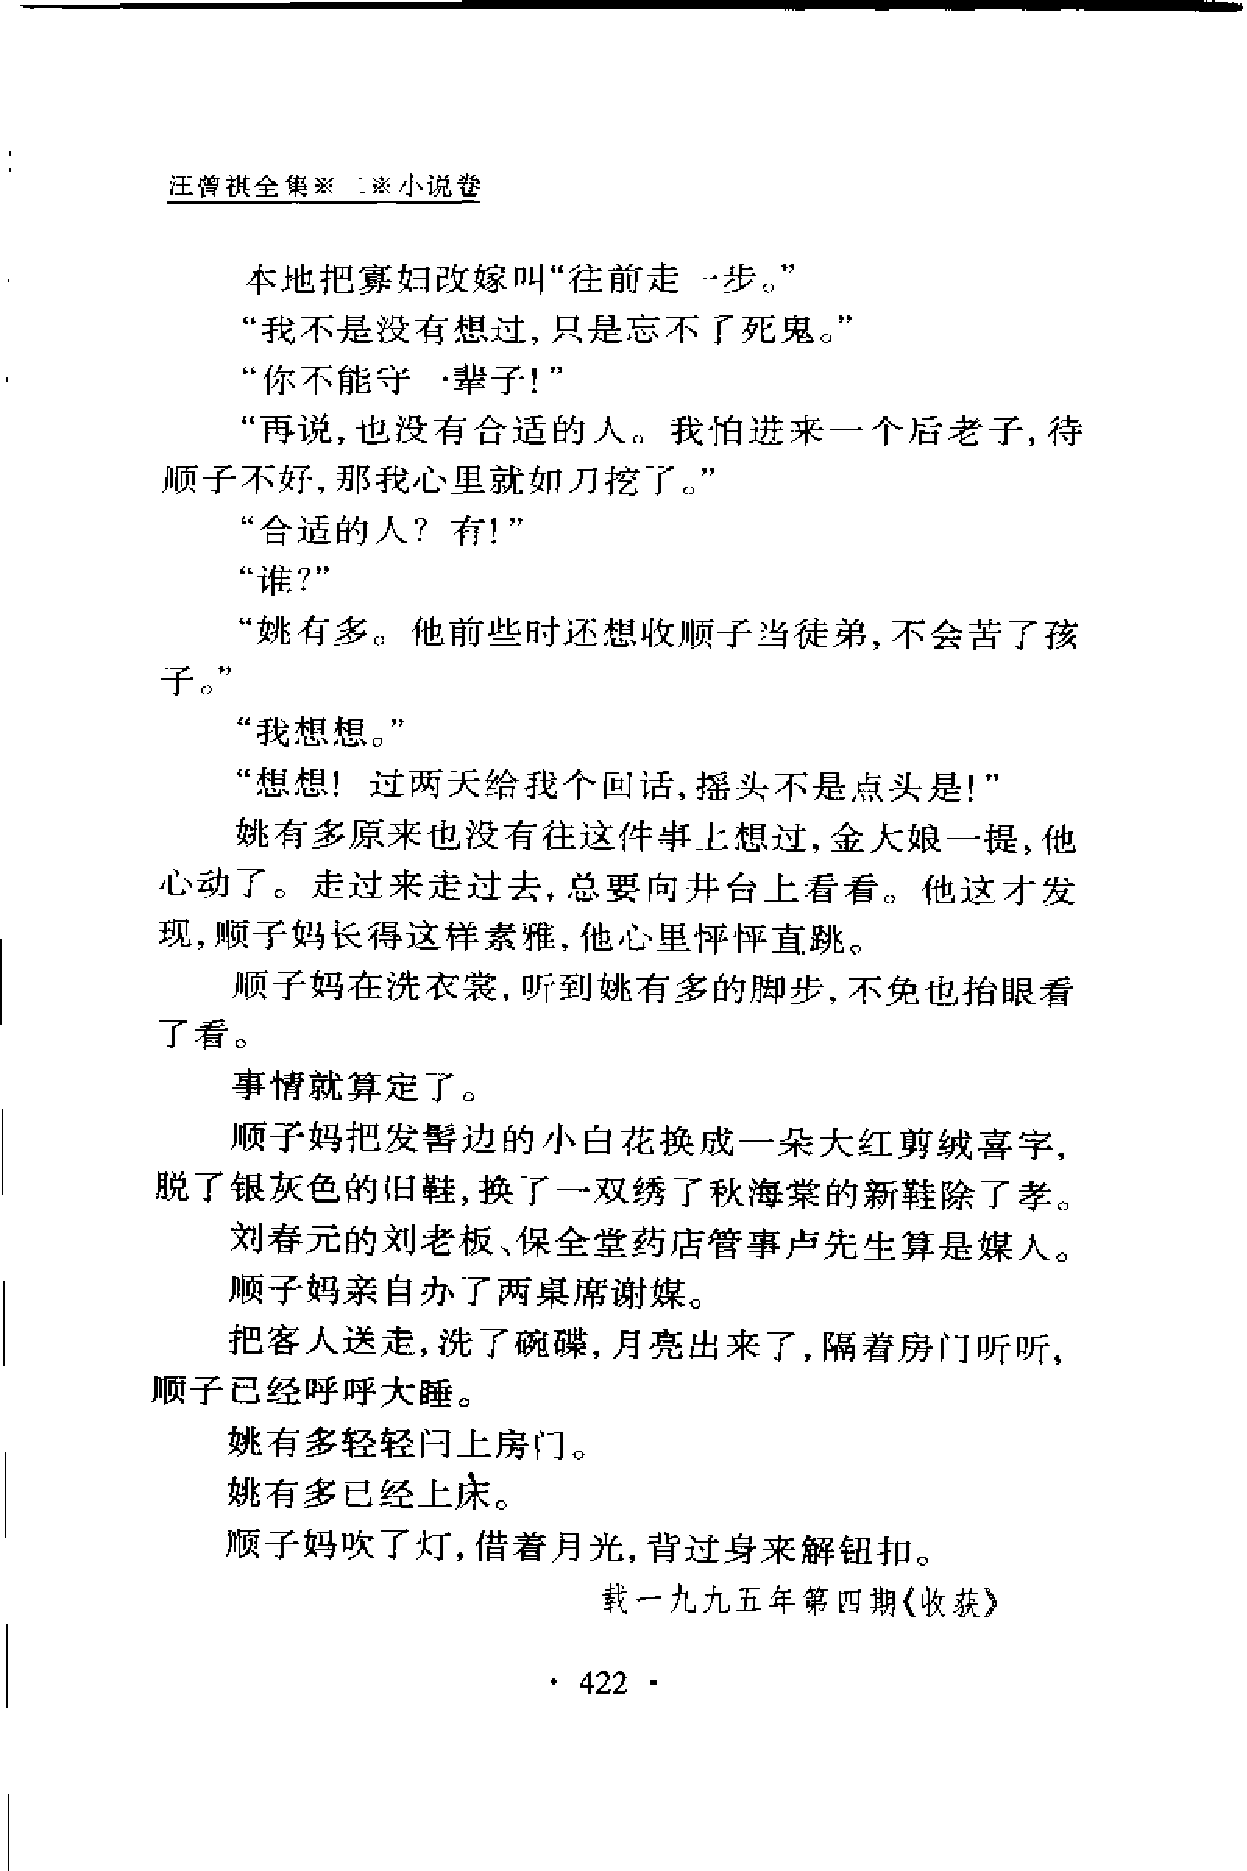 汪曾祺全集※二※小说卷
本地把寡妇改嫁叫“往前走一步。”
“我不是没有想过,只是忘不了死鬼。”
“你不能守一辈子!”
“再说,也没有合适的人。我怕进来一个后老子,待
顺子不好,那我心里就如刀挖了。”
“合适的人? 有!”
“谁?”
“姚有多。他前些时还想收顺子当徒弟,不会苦了孩
子。”
“我想想。”
“想想! 过两天给我个回话,摇头不是点头是!”
姚有多原来也没有往这件事上想过,金大娘一提,他
心动了。走过来走过去,总要向井台上看看。他这才发
现,顺子妈长得这样素雅,他心里怦怦直跳。
顺子妈在洗衣裳,听到姚有多的脚步,不免也抬眼看
了看。
事情就算定了。
顺子妈把发髻边的小白花换成一朵大红剪绒喜字,
脱了银灰色的旧鞋,换了一双绣了秋海棠的新鞋除了孝。
刘春元的刘老板、保全堂药店管事卢先生算是媒人。
顺子妈亲自办了两桌席谢媒。
把客人送走,洗了碗碟,月亮出来了,隔着房门听听,
顺子已经呼呼大睡。
姚有多轻轻闩上房门。
姚有多已经上床。
顺子妈吹了灯,借着月光,背过身来解钮扣。
载一九九五年第四期《收获》
· 422 ·